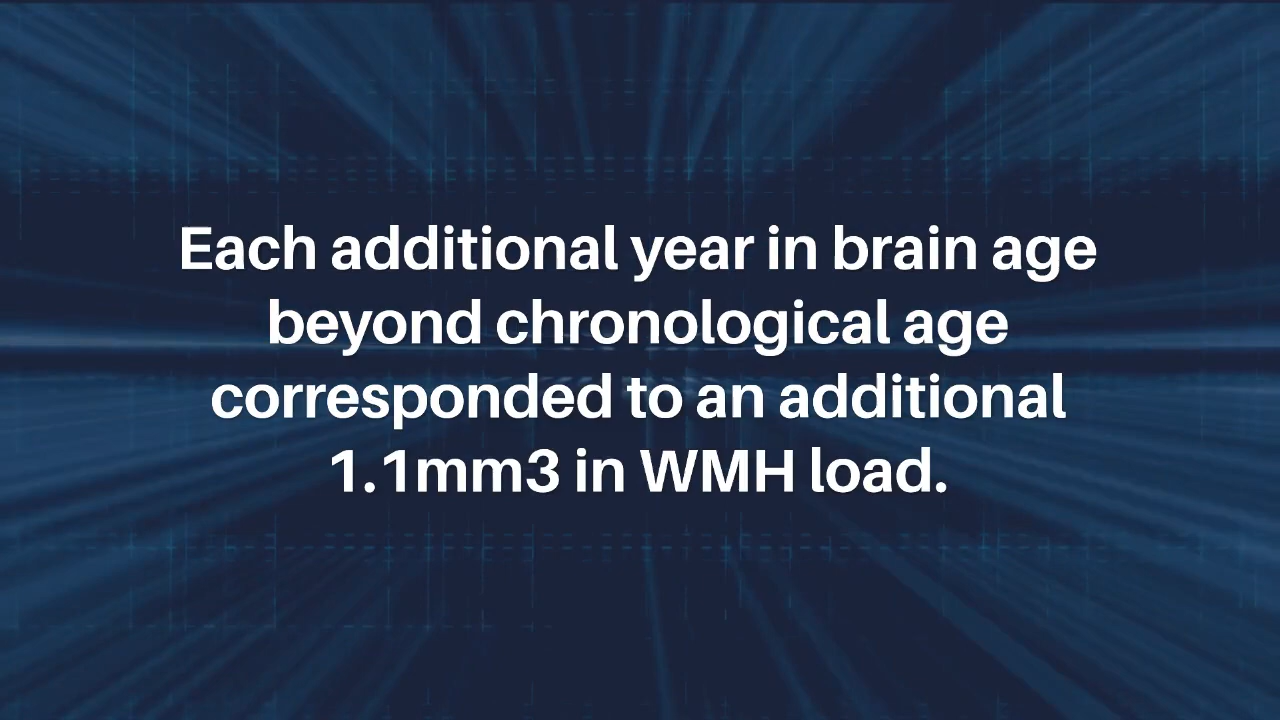 Each additional year in brain age
beyond chronological age
corresponded to an additional
1.1mm3 in WMH load.